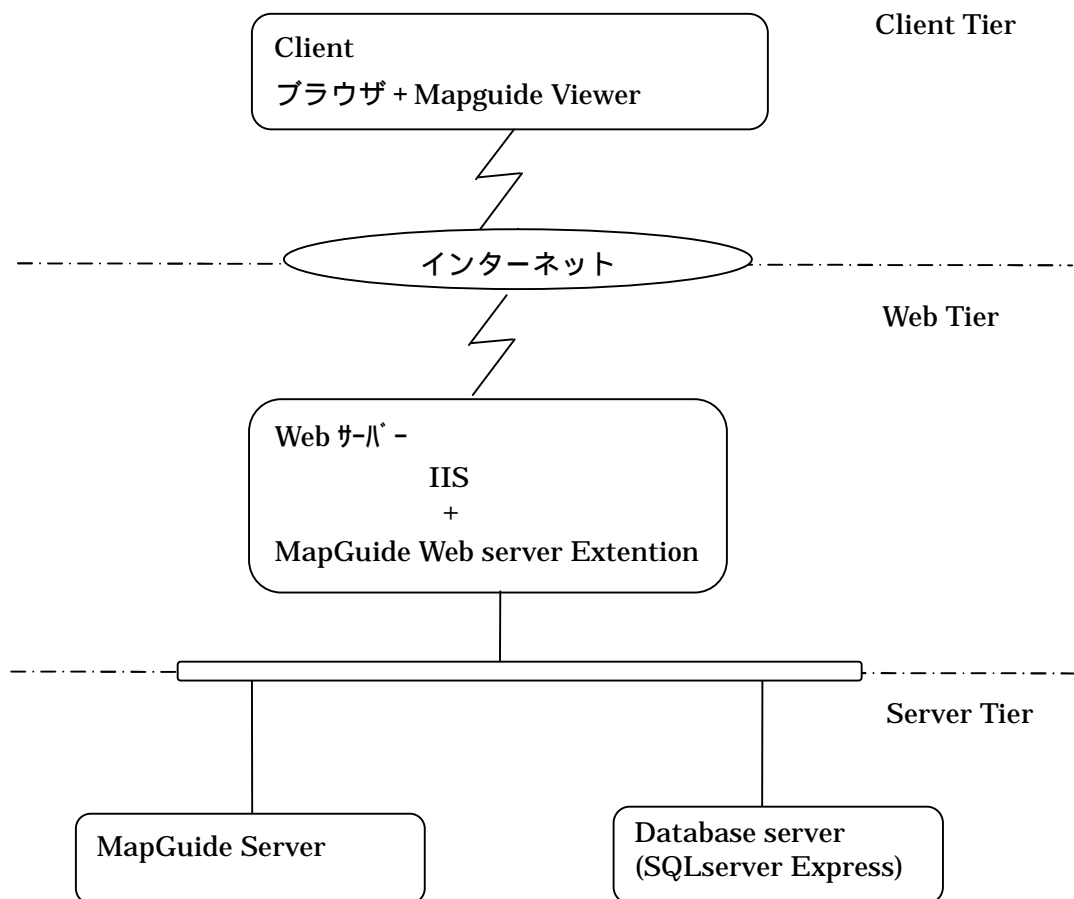 Client Tier
Client
ブラウザ + Mapguide Viewer
インターネット
Web Tier
Web ｻｰﾊﾞｰ
IIS
+
MapGuide Web server Extention
Server Tier
MapGuide Server
Database server
(SQLserver Express)